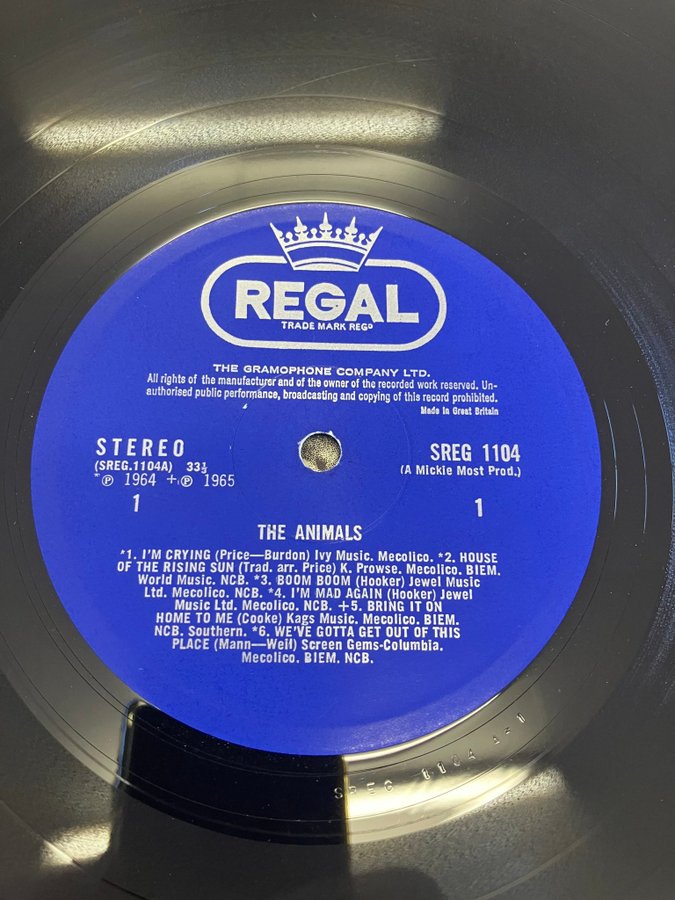 REGAL
TRADE MARK REGD
THE GRAMOPHONE COMPANY LTD.
All rights of the manufacturer and of the owner of the recorded work reserved. Un-
authorised public performance, broadcasting and copying of this record prohibited.
Made in Great Britain
STEREO
(SREG.1104A) 33⅓
*℗ 1964 +℗ 1965
1
SREG 1104
(A Mickie Most Prod.)
1
THE ANIMALS
*1. I'M CRYING (Price—Burdon) Ivy Music. Mecolico. *2. HOUSE
OF THE RISING SUN (Trad. arr. Price) K. Prowse. Mecolico. BIEM.
World Music. NCB. *3. BOOM BOOM (Hooker) Jewel Music
Ltd. Mecolico. NCB. *4. I'M MAD AGAIN (Hooker) Jewel
Music Ltd. Mecolico. NCB. +5. BRING IT ON
HOME TO ME (Cooke) Kags Music. Mecolico. BIEM.
NCB. Southern. *6. WE'VE GOTTA GET OUT OF THIS
PLACE (Mann—Weil) Screen Gems-Columbia.
Mecolico. BIEM. NCB.
SREG 1104 A-1